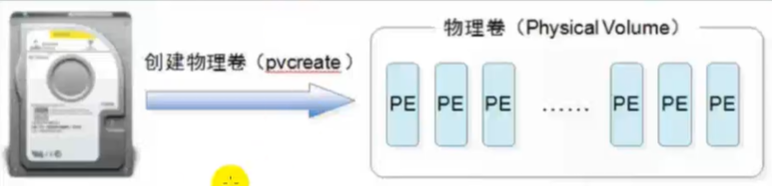 物理卷（Physical Volume）
创建物理卷（pvcreate）
PE PE PE ...... PE PE PE